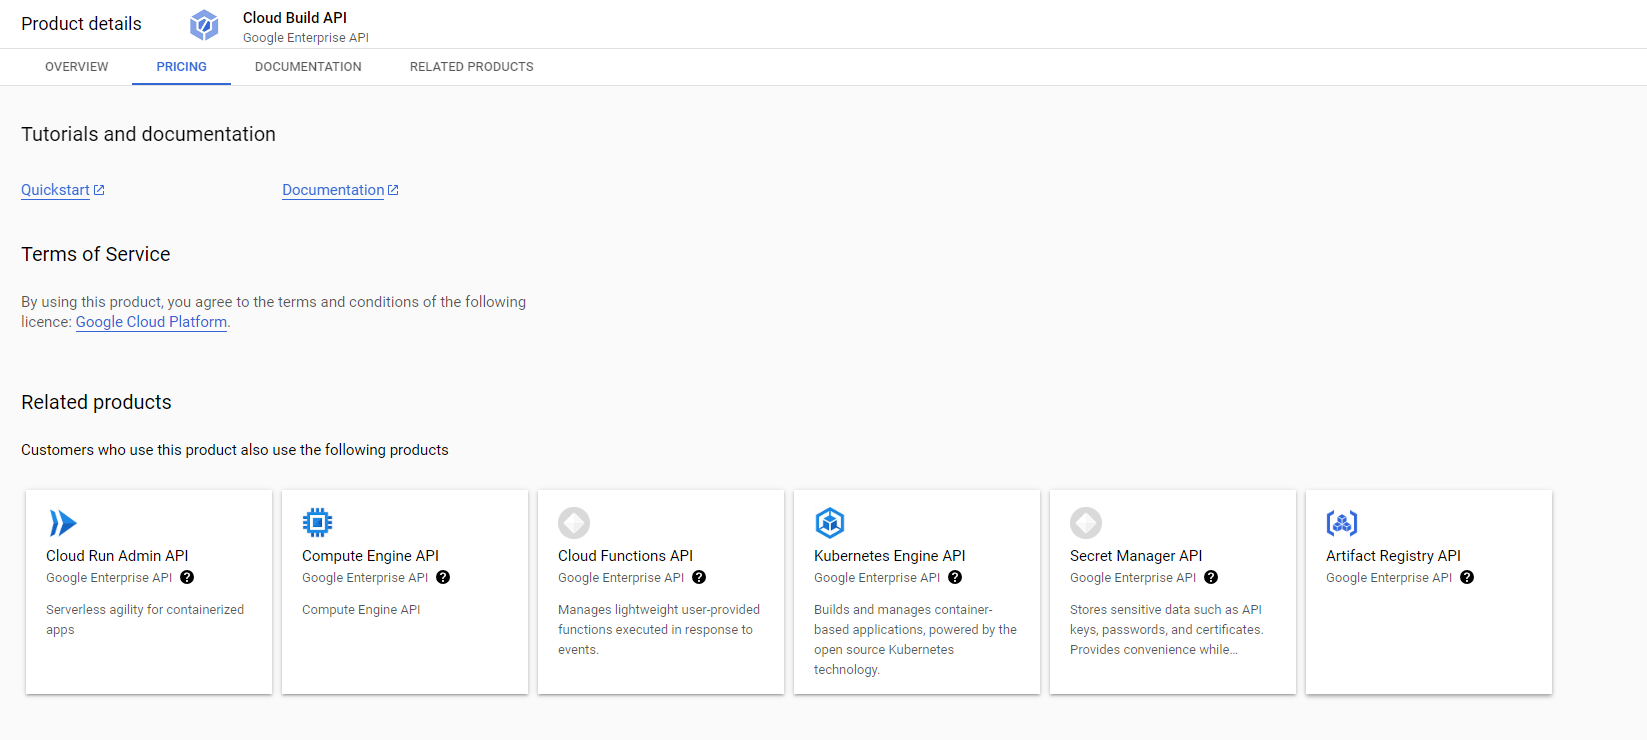 Product details
Cloud Build API
Google Enterprise API
OVERVIEW
PRICING
DOCUMENTATION
RELATED PRODUCTS
Tutorials and documentation
Quickstart
Documentation
Terms of Service
By using this product, you agree to the terms and conditions of the following
licence: Google Cloud Platform.
Related products
Customers who use this product also use the following products
Cloud Run Admin API
Google Enterprise API
Serverless agility for containerized
apps
Compute Engine API
Google Enterprise API
Compute Engine API
Cloud Functions API
Google Enterprise API
Manages lightweight user-provided
functions executed in response to
events.
Kubernetes Engine API
Google Enterprise API
Builds and manages container-
based applications, powered by the
open source Kubernetes
technology.
Secret Manager API
Google Enterprise API
Stores sensitive data such as API
keys, passwords, and certificates.
Provides convenience while…
Artifact Registry API
Google Enterprise API